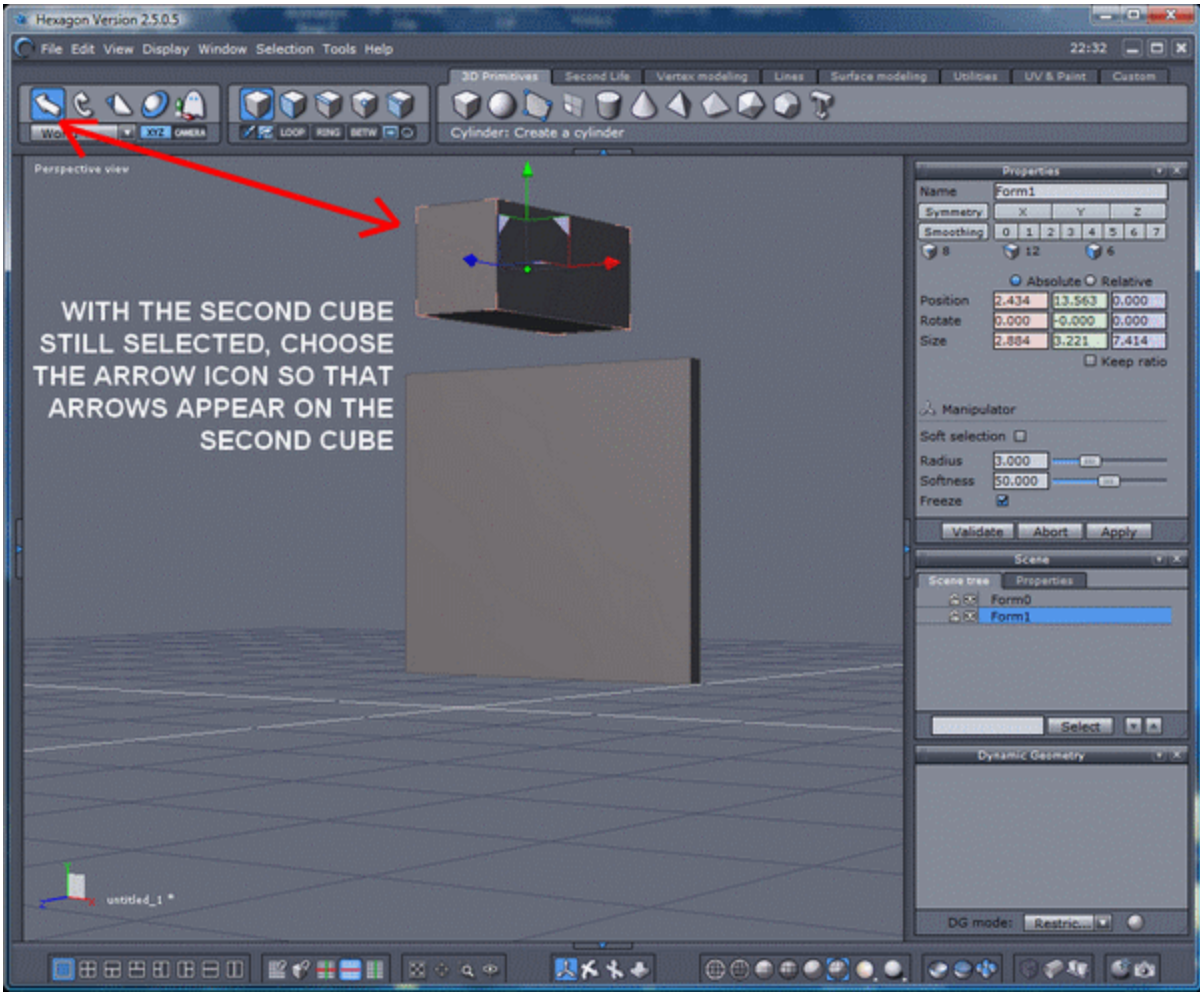 Hexagon Version 2.5.0.5
File Edit View Display Window Selection Tools Help
22:32
3D Primitives Second Life Vertex modeling Lines Surface modeling Utilities UV & Paint Custom
XYZ CAMERA
LOOP RING BETW
Cylinder: Create a cylinder
Perspective view
WITH THE SECOND CUBE
STILL SELECTED, CHOOSE
THE ARROW ICON SO THAT
ARROWS APPEAR ON THE
SECOND CUBE
Y
X
Z
untitled_1 *
Properties
Name Form1
Symmetry X Y Z
Smoothing 0 1 2 3 4 5 6 7
8 12 6
Absolute Relative
Position 2.434 13.563 0.000
Rotate 0.000 -0.000 0.000
Size 2.884 3.221 7.414
Keep ratio
Manipulator
Soft selection
Radius 3.000
Softness 50.000
Freeze
Validate Abort Apply
Scene
Scene tree Properties
Form0
Form1
Select
Dynamic Geometry
DG mode: Restric...